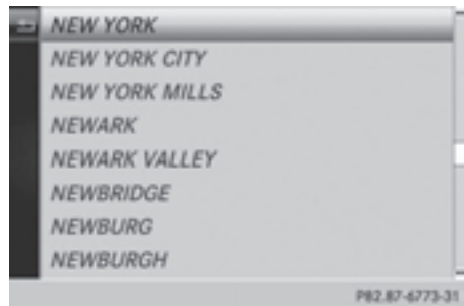 NEW YORK
NEW YORK CITY
NEW YORK MILLS
NEWARK
NEWARK VALLEY
NEWBRIDGE
NEWBURG
NEWBURGH
P82.87-6773-31